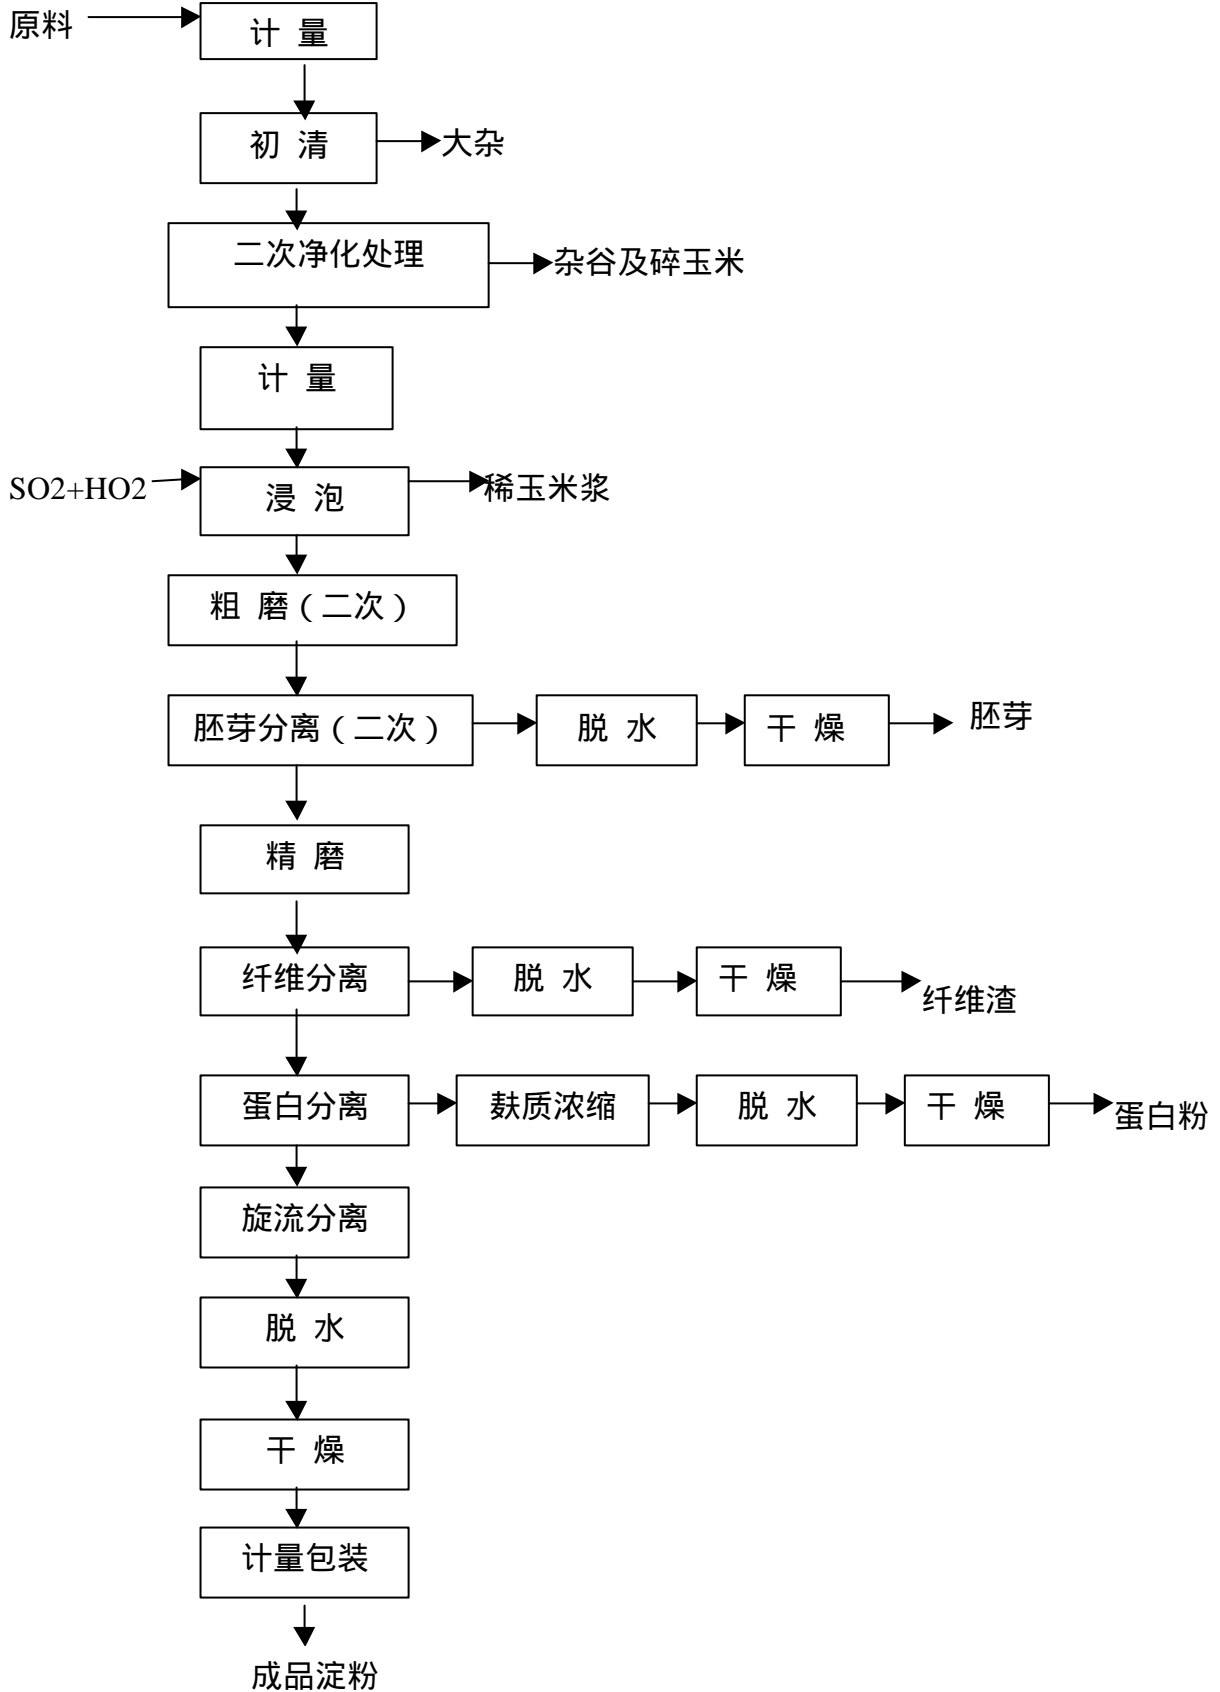 原料
计 量
初 清
大杂
二次净化处理
杂谷及碎玉米
计 量
SO2+HO2
浸 泡
稀玉米浆
粗 磨（二次）
胚芽分离（二次）
脱 水
干 燥
胚芽
精 磨
纤维分离
脱 水
干 燥
纤维渣
蛋白分离
麸质浓缩
脱 水
干 燥
蛋白粉
旋流分离
脱 水
干 燥
计量包装
成品淀粉